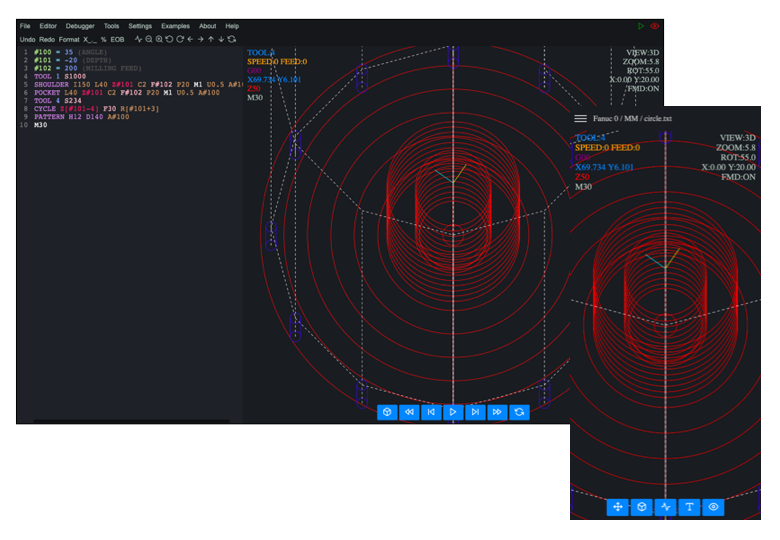 File Editor Debugger Tools Settings Examples About Help
Undo Redo Format X,.,.. % EOB
1 #100 = 35 (ANGLE)
2 #101 = -20 (DEPTH)
3 #102 = 200 (MILLING FEED)
4 TOOL 1 S1000
5 SHOULDER I150 L40 Z#101 C2 F#102 P20 M1 U0.5 A#10
6 POCKET L40 Z#101 C2 F#102 P20 M1 U0.5 A#100
7 TOOL 4 S234
8 CYCLE Z[#101-4] F30 R[#101+3]
9 PATTERN H12 D140 A#100
10 M30
TOOL:4
SPEED:0 FEED:0
G00
X69.734 Y6.101
Z50
M30
VIEW:3D
ZOOM:5.8
ROT:55.0
X:0.00 Y:20.00
FMD:ON
Fanuc 0 / MM / circle.txt
TOOL:4
SPEED:0 FEED:0
G00
X69.734 Y6.101
Z50
M30
VIEW:3D
ZOOM:5.8
ROT:55.0
X:0.00 Y:20.00
FMD:ON